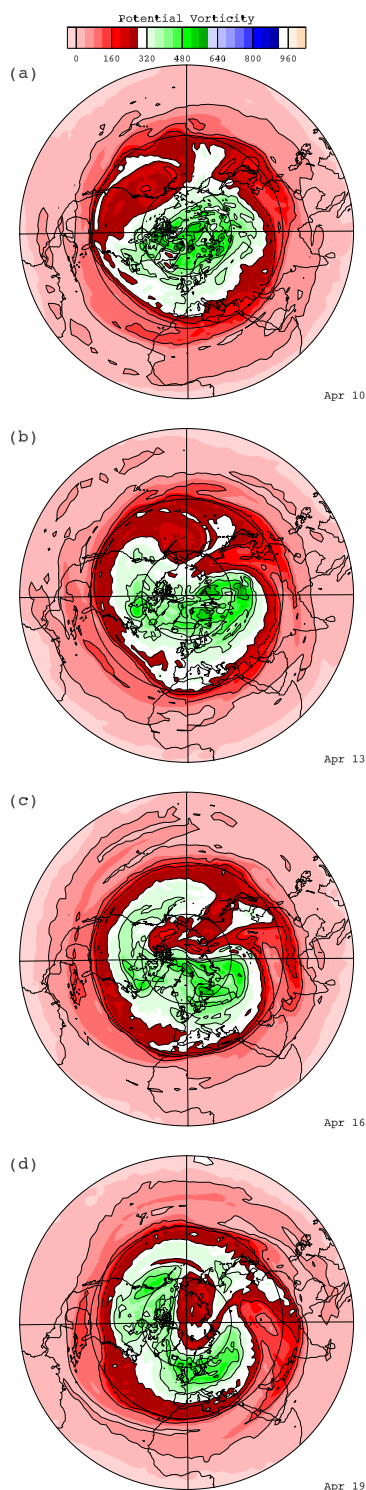 Potential Vorticity
0 160 320 480 640 800 960
(a)
Apr 10
(b)
Apr 13
(c)
Apr 16
(d)
Apr 19